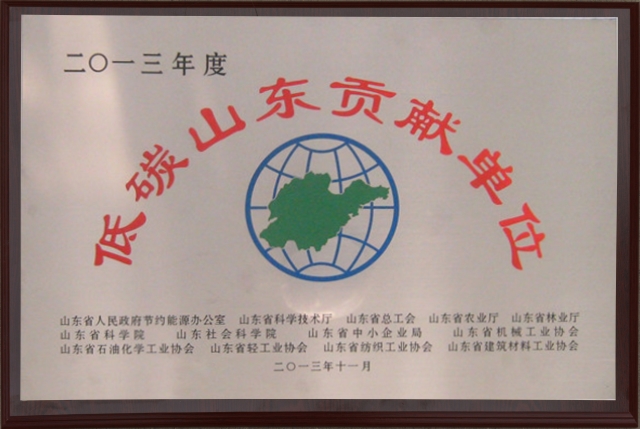 二〇一三年度
低碳山东贡献单位
山东省人民政府节约能源办公室 山东省科学技术厅 山东省总工会 山东省农业厅 山东省林业厅
山东省科学院 山东社会科学院 山东省中小企业局 山东省机械工业协会
山东省石油化学工业协会 山东省轻工业协会 山东省纺织工业协会 山东省建筑材料工业协会
二〇一三年十一月